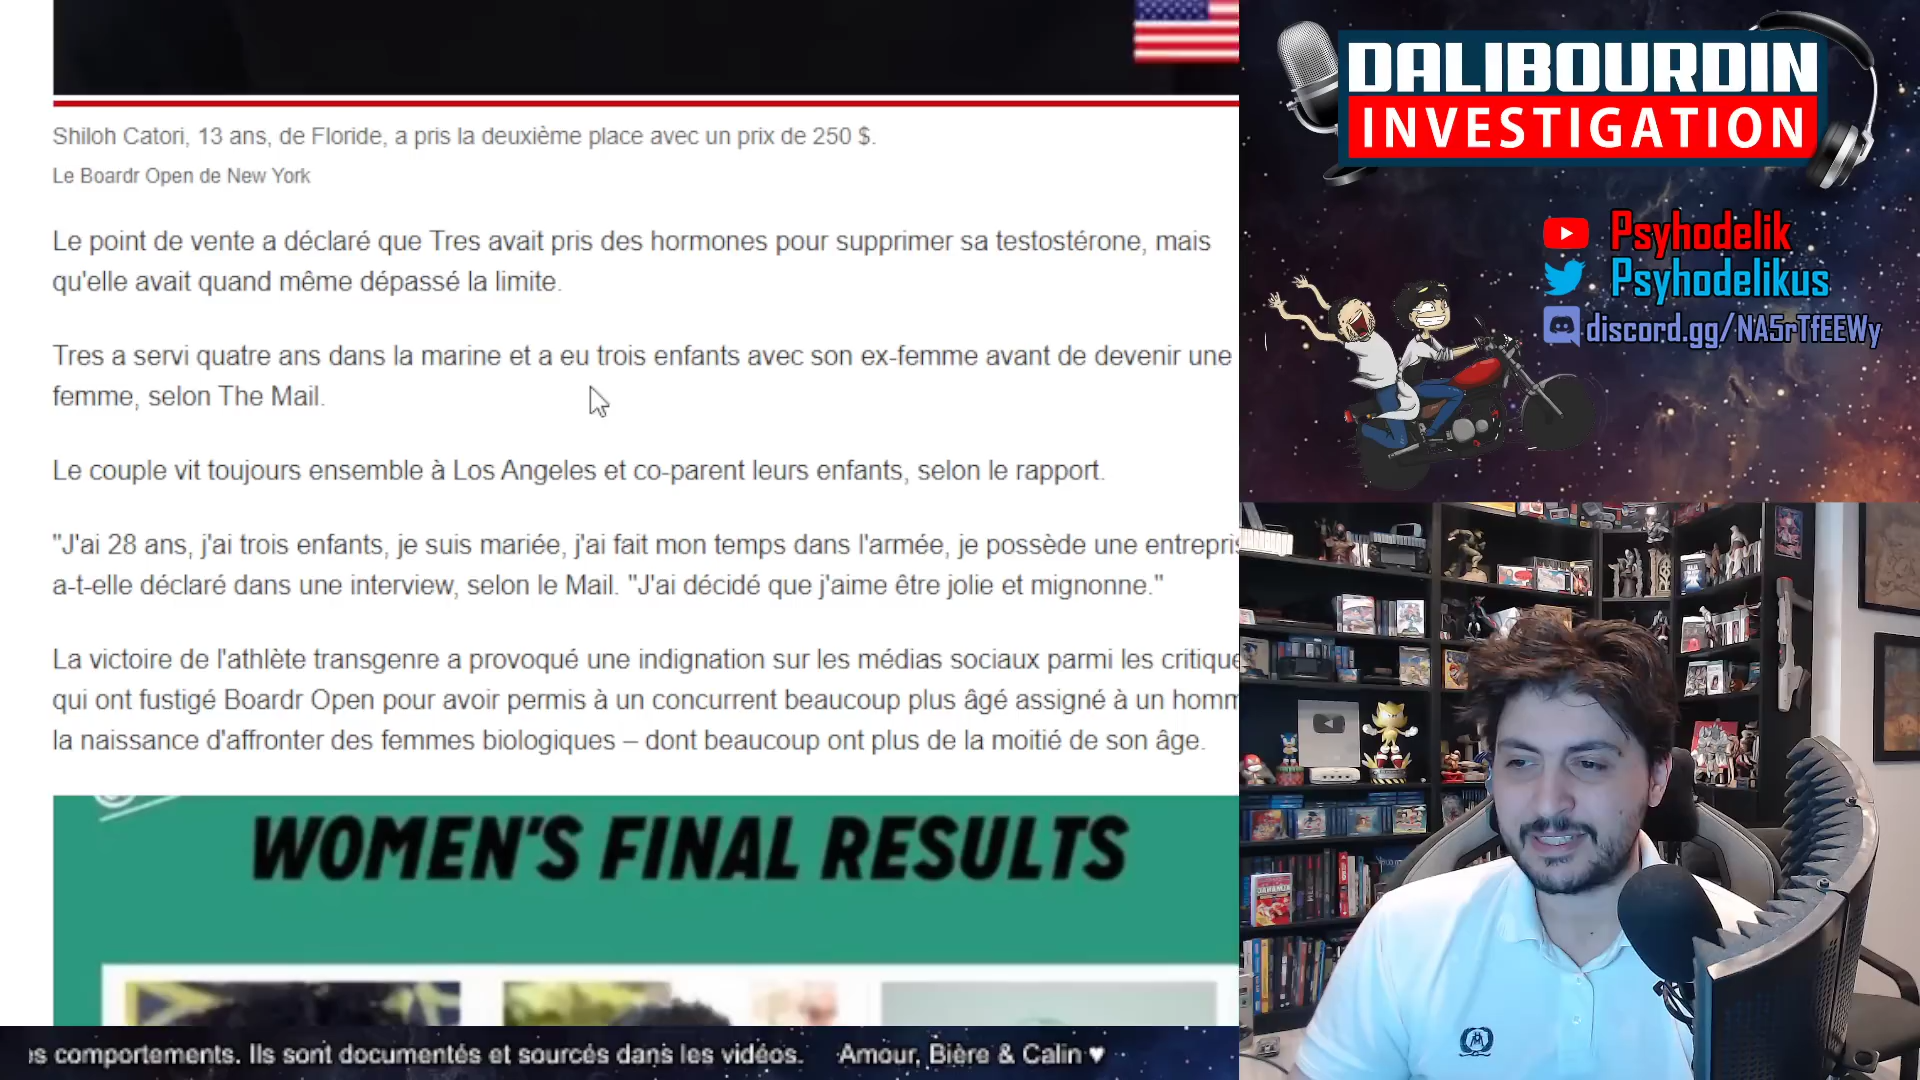 Shiloh Catori, 13 ans, de Floride, a pris la deuxième place avec un prix de 250 $.
Le Boardr Open de New York
Le point de vente a déclaré que Tres avait pris des hormones pour supprimer sa testostérone, mais
qu'elle avait quand même dépassé la limite.
Tres a servi quatre ans dans la marine et a eu trois enfants avec son ex-femme avant de devenir une
femme, selon The Mail.
Le couple vit toujours ensemble à Los Angeles et co-parent leurs enfants, selon le rapport.
"J'ai 28 ans, j'ai trois enfants, je suis mariée, j'ai fait mon temps dans l'armée, je possède une
a-t-elle déclaré dans une interview, selon le Mail. "J'ai décidé que j'aime être jolie et mignonne."
La victoire de l'athlète transgenre a provoqué une indignation sur les médias sociaux parmi les
qui ont fustigé Boardr Open pour avoir permis à un concurrent beaucoup plus âgé assigné à un
la naissance d'affronter des femmes biologiques – dont beaucoup ont plus de la moitié de son âge.
WOMEN'S FINAL RESULTS
DALIBOURDIN
INVESTIGATION
Psyhodelik
Psyhodelikus
discord.gg/NA5rTfEEWy
comportements. Ils sont documentés et sourcés dans les vidéos. Amour, Bière & Calin ♥